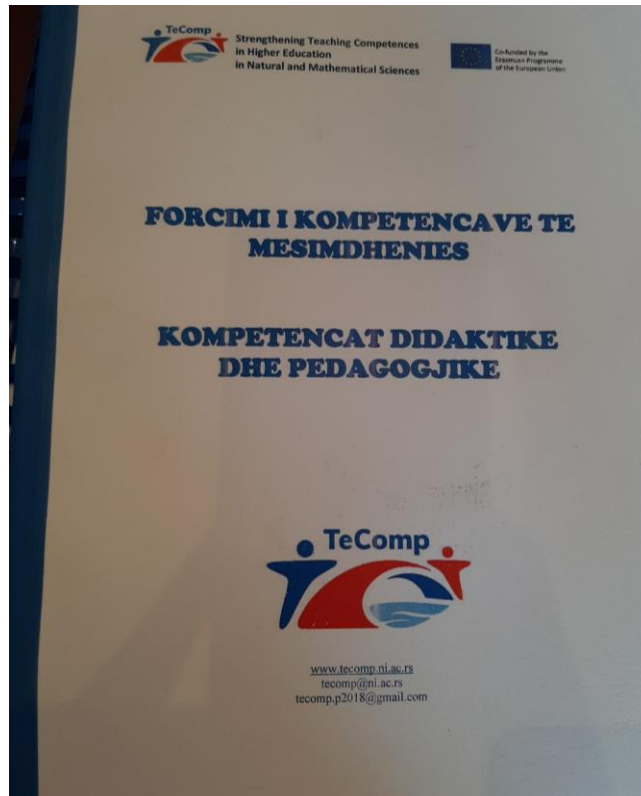 TeComp
Strengthening Teaching Competences
in Higher Education
in Natural and Mathematical Sciences
Co-funded by the
Erasmus+ Programme
of the European Union
FORCIMI I KOMPETENCAVE TE
MESIMDHENIES
KOMPETENCAT DIDAKTIKE
DHE PEDAGOGJIKE
TeComp
www.tecomp.ni.ac.rs
tecomp@ni.ac.rs
tecomp.p2018@gmail.com